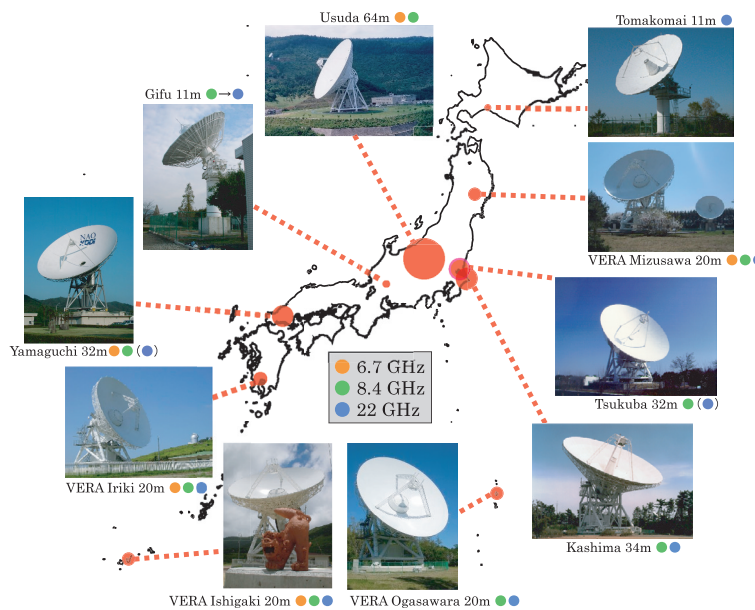 Usuda 64m
Tomakomai 11m
Gifu 11m →
NAO
VERA Mizusawa 20m
Yamaguchi 32m ( )
6.7 GHz
8.4 GHz
22 GHz
Tsukuba 32m ( )
VERA Iriki 20m
Kashima 34m
VERA Ishigaki 20m
VERA Ogasawara 20m